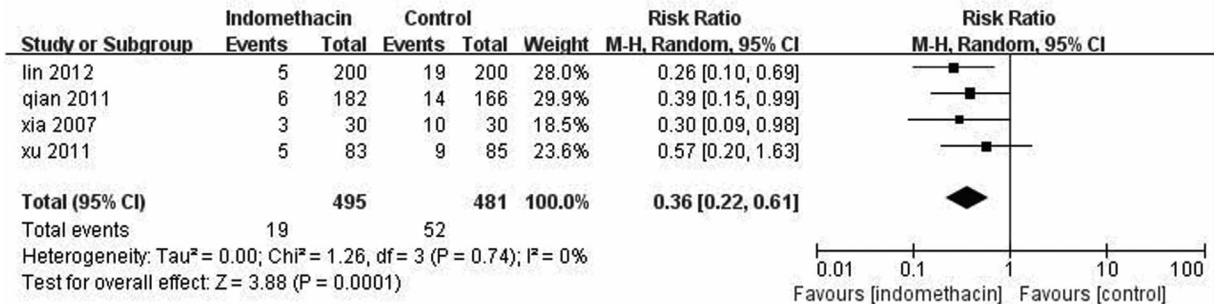 Indomethacin Control Risk Ratio Risk Ratio
Study or Subgroup Events Total Events Total Weight M-H, Random, 95% CI M-H, Random, 95% CI
lin 2012 5 200 19 200 28.0% 0.26 [0.10, 0.69]
qian 2011 6 182 14 166 29.9% 0.39 [0.15, 0.99]
xia 2007 3 30 10 30 18.5% 0.30 [0.09, 0.98]
xu 2011 5 83 9 85 23.6% 0.57 [0.20, 1.63]
Total (95% CI) 495 481 100.0% 0.36 [0.22, 0.61]
Total events 19 52
Heterogeneity: Tau² = 0.00; Chi² = 1.26, df = 3 (P = 0.74); I² = 0%
Test for overall effect: Z = 3.88 (P = 0.0001)
0.01 0.1 1 10 100
Favours [indomethacin] Favours [control]